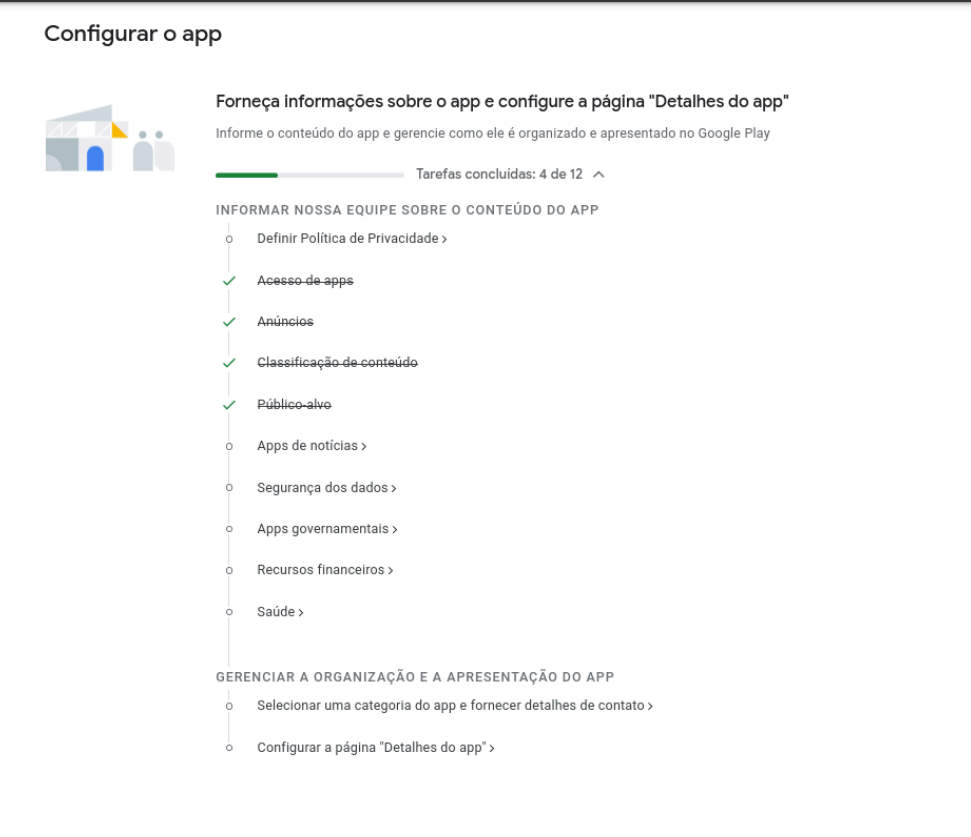 Configurar o app
Forneça informações sobre o app e configure a página "Detalhes do app"
Informe o conteúdo do app e gerencie como ele é organizado e apresentado no Google Play
Tarefas concluídas: 4 de 12
INFORMAR NOSSA EQUIPE SOBRE O CONTEÚDO DO APP
Definir Política de Privacidade
Acesso de apps
Anúncios
Classificação de conteúdo
Público-alvo
Apps de notícias
Segurança dos dados
Apps governamentais
Recursos financeiros
Saúde
GERENCIAR A ORGANIZAÇÃO E A APRESENTAÇÃO DO APP
Selecionar uma categoria do app e fornecer detalhes de contato
Configurar a página "Detalhes do app"